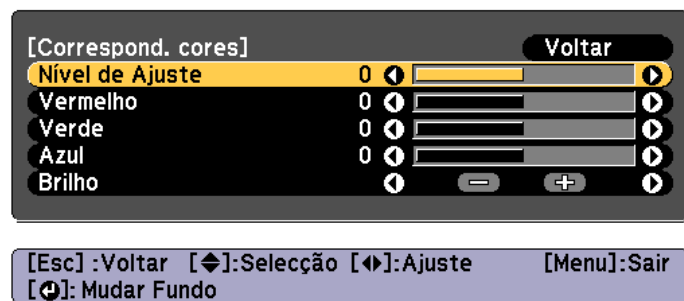 [Correspond. cores] Voltar
Nível de Ajuste 0
Vermelho 0
Verde 0
Azul 0
Brilho
[Esc] :Voltar [◆]:Selecção [◆]:Ajuste [Menu]:Sair
[↵]: Mudar Fundo